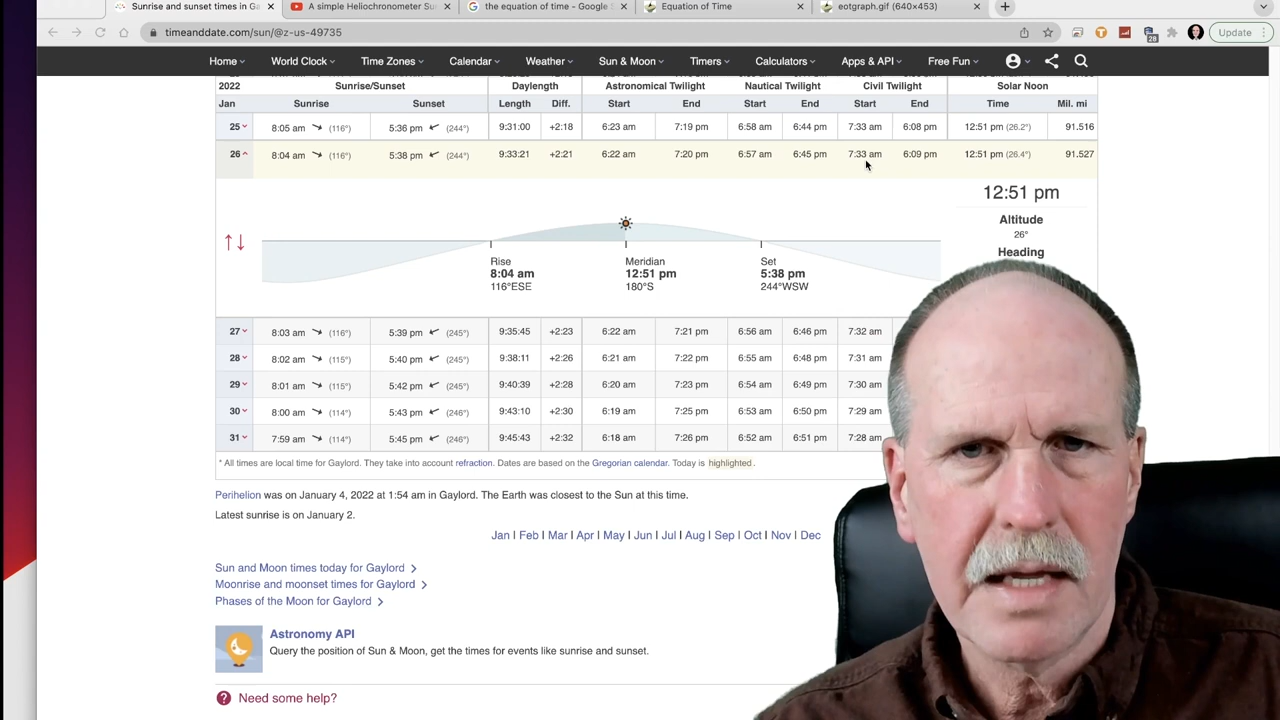 Sunrise and sunset times in Ga
A simple Heliochronometer Su
the equation of time - Google S
Equation of Time
eotgraph.gif (640×453)
timeanddate.com/sun/@z-us-49735
28
Update
Home World Clock Time Zones Calendar Weather Sun & Moon Timers Calculators Apps & API Free Fun
2022 Sunrise/Sunset Daylength Astronomical Twilight Nautical Twilight Civil Twilight Solar Noon
Jan Sunrise Sunset Length Diff. Start End Start End Start End Time Mil. mi
25 8:05 am (116°) 5:36 pm (244°) 9:31:00 +2:18 6:23 am 7:19 pm 6:58 am 6:44 pm 7:33 am 6:08 pm 12:51 pm (26.2°) 91.516
26 8:04 am (116°) 5:38 pm (244°) 9:33:21 +2:21 6:22 am 7:20 pm 6:57 am 6:45 pm 7:33 am 6:09 pm 12:51 pm (26.4°) 91.527
12:51 pm
Altitude
26°
Heading
Rise Meridian Set
8:04 am 12:51 pm 5:38 pm
116°ESE 180°S 244°WSW
27 8:03 am (116°) 5:39 pm (245°) 9:35:45 +2:23 6:22 am 7:21 pm 6:56 am 6:46 pm 7:32 am
28 8:02 am (115°) 5:40 pm (245°) 9:38:11 +2:26 6:21 am 7:22 pm 6:55 am 6:48 pm 7:31 am
29 8:01 am (115°) 5:42 pm (245°) 9:40:39 +2:28 6:20 am 7:23 pm 6:54 am 6:49 pm 7:30 am
30 8:00 am (114°) 5:43 pm (246°) 9:43:10 +2:30 6:19 am 7:25 pm 6:53 am 6:50 pm 7:29 am
31 7:59 am (114°) 5:45 pm (246°) 9:45:43 +2:32 6:18 am 7:26 pm 6:52 am 6:51 pm 7:28 am
* All times are local time for Gaylord. They take into account refraction. Dates are based on the Gregorian calendar. Today is highlighted.
Perihelion was on January 4, 2022 at 1:54 am in Gaylord. The Earth was closest to the Sun at this time.
Latest sunrise is on January 2.
Jan | Feb | Mar | Apr | May | Jun | Jul | Aug | Sep | Oct | Nov | Dec
Sun and Moon times today for Gaylord
Moonrise and moonset times for Gaylord
Phases of the Moon for Gaylord
Astronomy API
Query the position of Sun & Moon, get the times for events like sunrise and sunset.
Need some help?